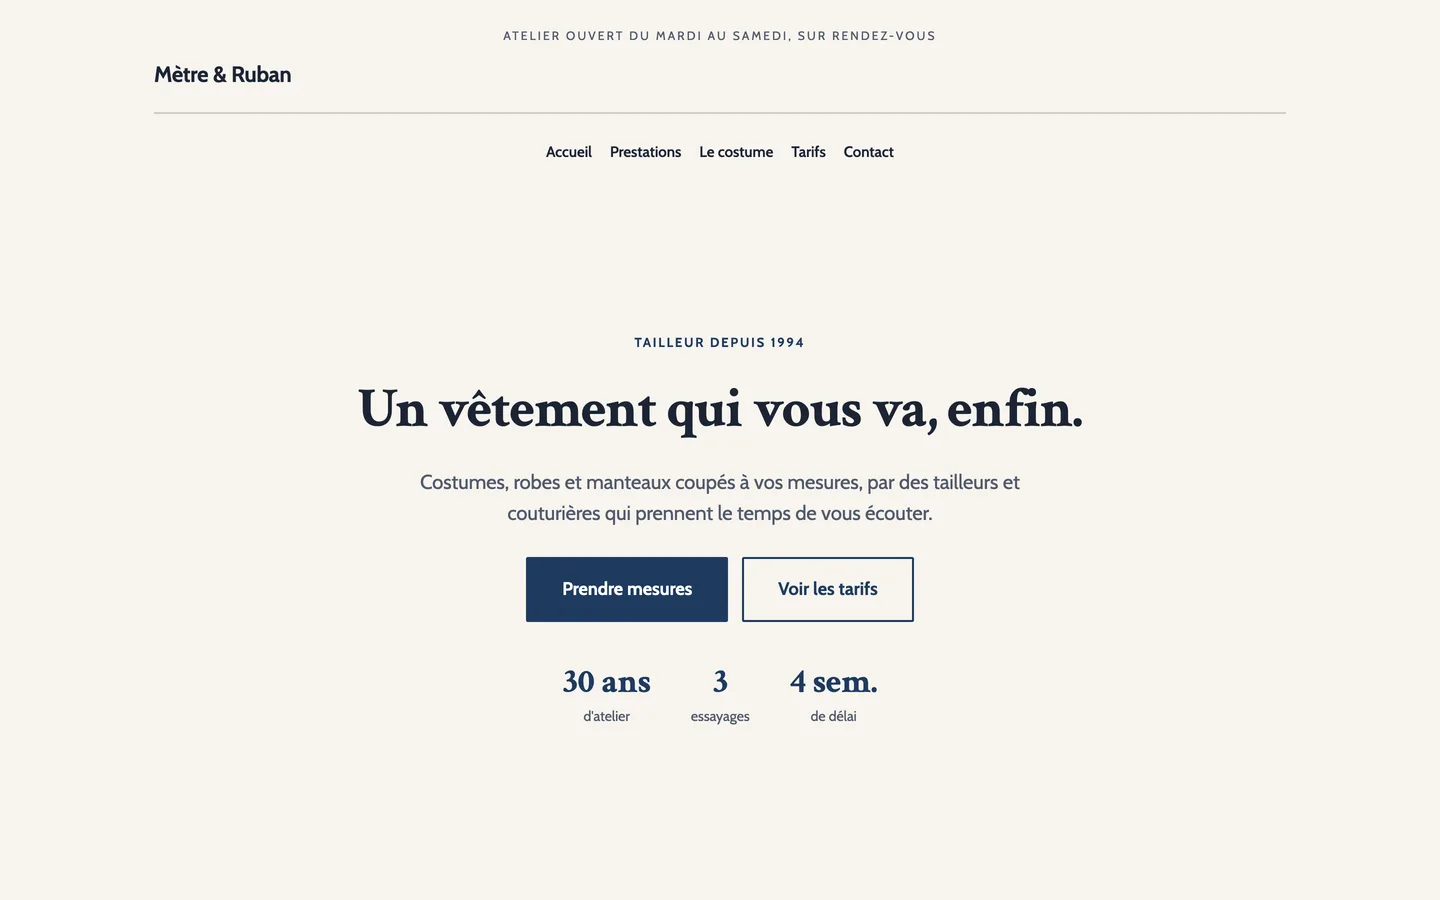 ATELIER OUVERT DU MARDI AU SAMEDI, SUR RENDEZ-VOUS
Mètre & Ruban
Accueil Prestations Le costume Tarifs Contact
TAILLEUR DEPUIS 1994
Un vêtement qui vous va, enfin.
Costumes, robes et manteaux coupés à vos mesures, par des tailleurs et
couturières qui prennent le temps de vous écouter.
Prendre mesures Voir les tarifs
30 ans 3 4 sem.
d'atelier essayages de délai